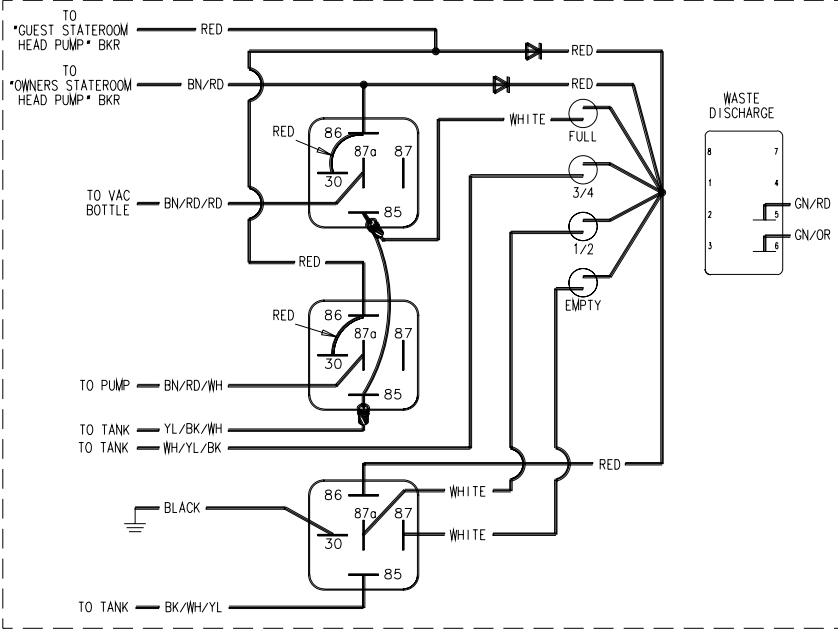 TO
"GUEST STATEROOM
HEAD PUMP" BKR
RED
RED
TO
"OWNERS STATEROOM
HEAD PUMP" BKR
BN/RD
RED
WHITE
FULL
WASTE
DISCHARGE
8 7
1 4
2 5
3 6
GN/RD
GN/OR
RED
86
87a 87
30
85
TO VAC
BOTTLE
BN/RD/RD
3/4
1/2
EMPTY
RED
RED
86
87a 87
30
85
TO PUMP BN/RD/WH
TO TANK YL/BK/WH
TO TANK WH/YL/BK
RED
86
87a 87
30
85
WHITE
WHITE
BLACK
TO TANK BK/WH/YL